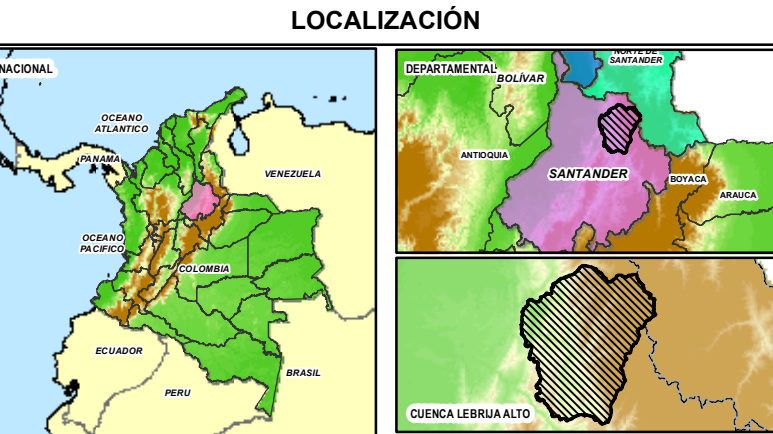 LOCALIZACIÓN
NACIONAL
OCEANO
ATLANTICO
PANAMA
VENEZUELA
OCEANO
PACIFICO
COLOMBIA
ECUADOR
PERU
BRASIL
DEPARTAMENTAL
BOLÍVAR
NORTE DE
SANTANDER
ANTIOQUIA
SANTANDER
BOYACA
ARAUCA
CUENCA LEBRIJA ALTO